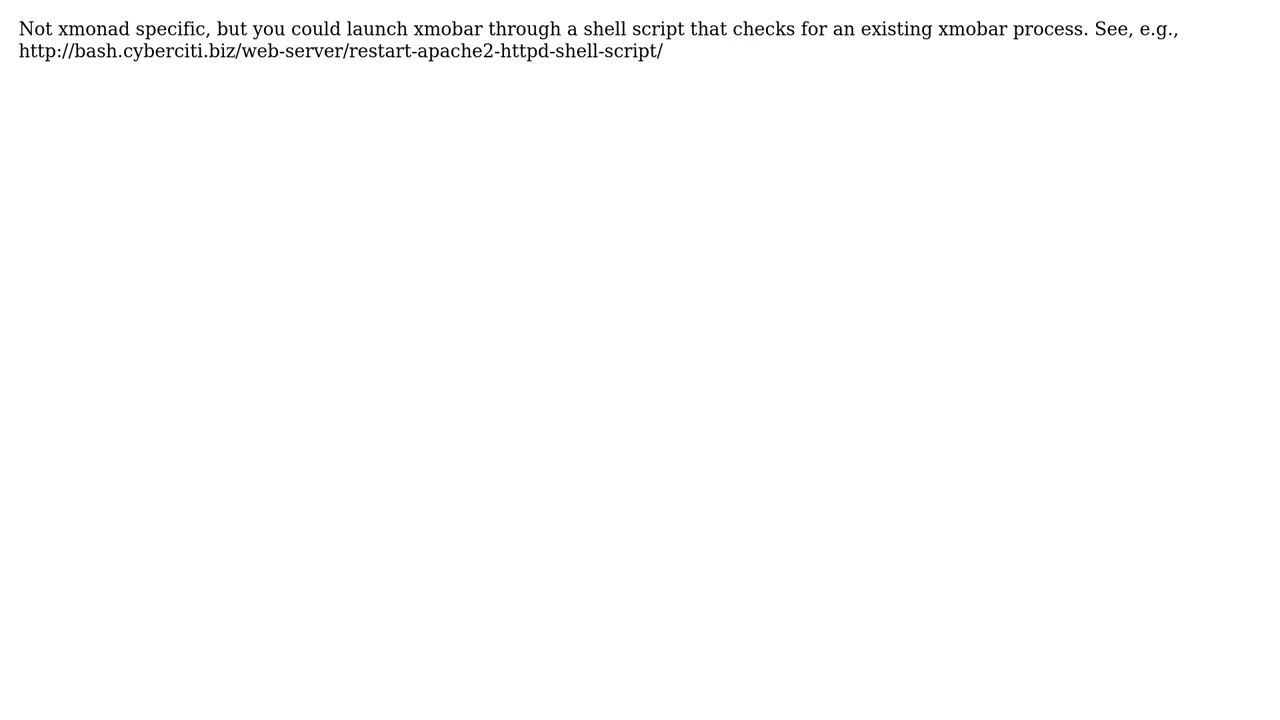 Not xmonad specific, but you could launch xmobar through a shell script that checks for an existing xmobar process. See, e.g.,
http://bash.cyberciti.biz/web-server/restart-apache2-httpd-shell-script/